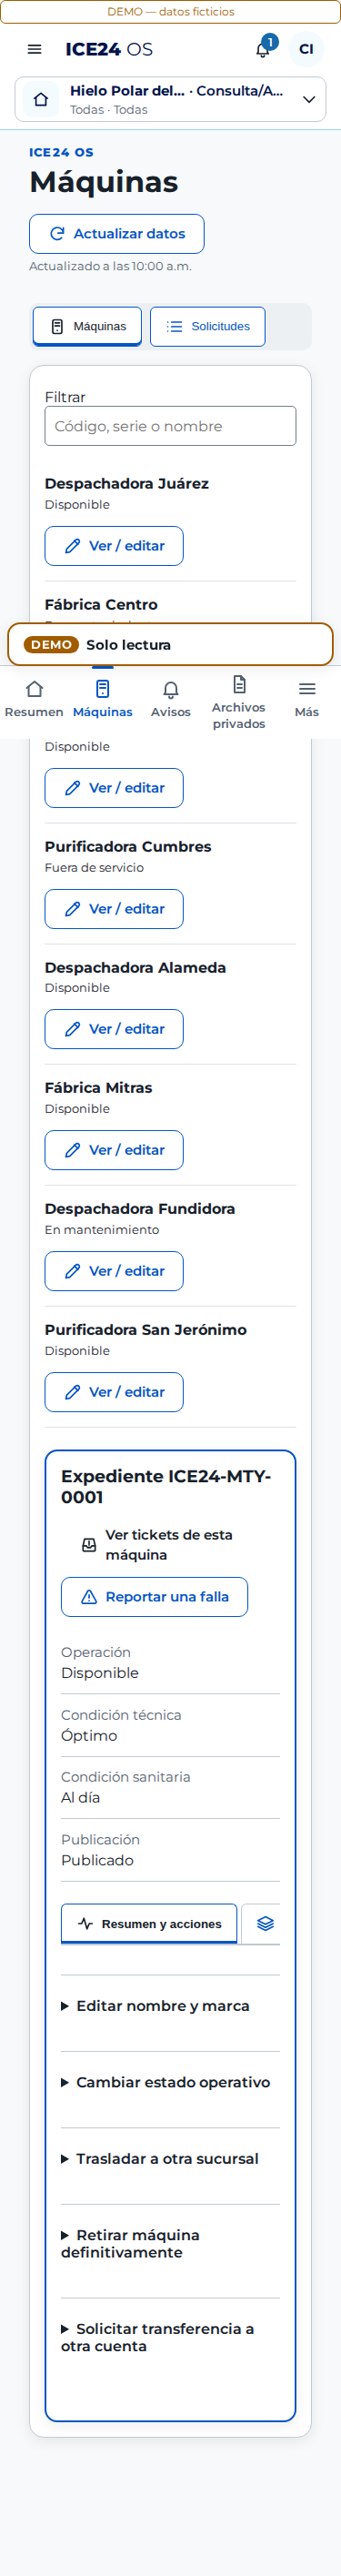 DEMO — datos ficticios
ICE24 OS
1
CI
Hielo Polar del... · Consulta/A...
Todas · Todas
ICE24 OS
Máquinas
Actualizar datos
Actualizado a las 10:00 a.m.
Máquinas
Solicitudes
Filtrar
Código, serie o nombre
Despachadora Juárez
Disponible
Ver / editar
Fábrica Centro
DEMO Solo lectura
Resumen
Máquinas
Avisos
Archivos privados
Más
Disponible
Ver / editar
Purificadora Cumbres
Fuera de servicio
Ver / editar
Despachadora Alameda
Disponible
Ver / editar
Fábrica Mitras
Disponible
Ver / editar
Despachadora Fundidora
En mantenimiento
Ver / editar
Purificadora San Jerónimo
Disponible
Ver / editar
Expediente ICE24-MTY-
0001
Ver tickets de esta
máquina
Reportar una falla
Operación
Disponible
Condición técnica
Óptimo
Condición sanitaria
Al día
Publicación
Publicado
Resumen y acciones
Editar nombre y marca
Cambiar estado operativo
Trasladar a otra sucursal
Retirar máquina
definitivamente
Solicitar transferencia a
otra cuenta